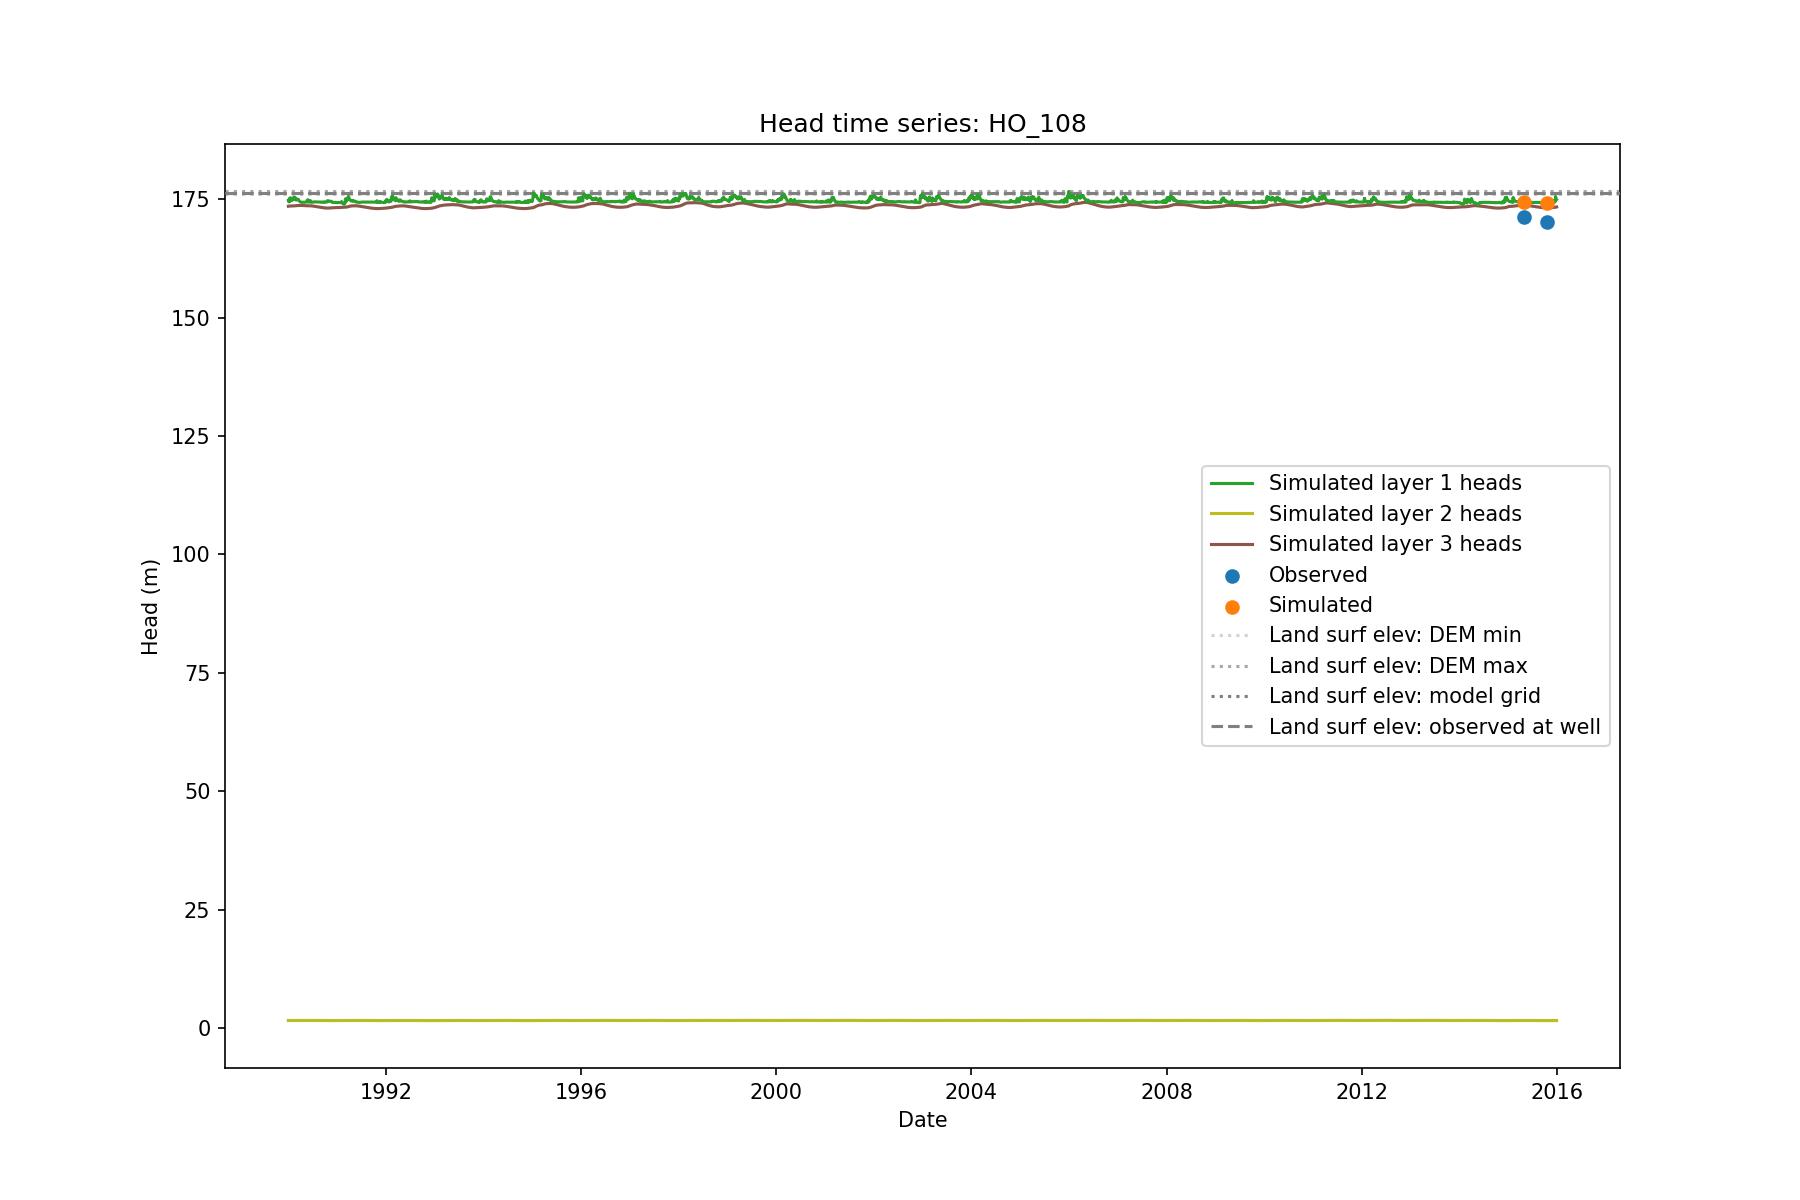 Head time series: HO_108
Head (m)
175
150
125
100
75
50
25
0
Simulated layer 1 heads
Simulated layer 2 heads
Simulated layer 3 heads
Observed
Simulated
Land surf elev: DEM min
Land surf elev: DEM max
Land surf elev: model grid
Land surf elev: observed at well
1992 1996 2000 2004 2008 2012 2016
Date